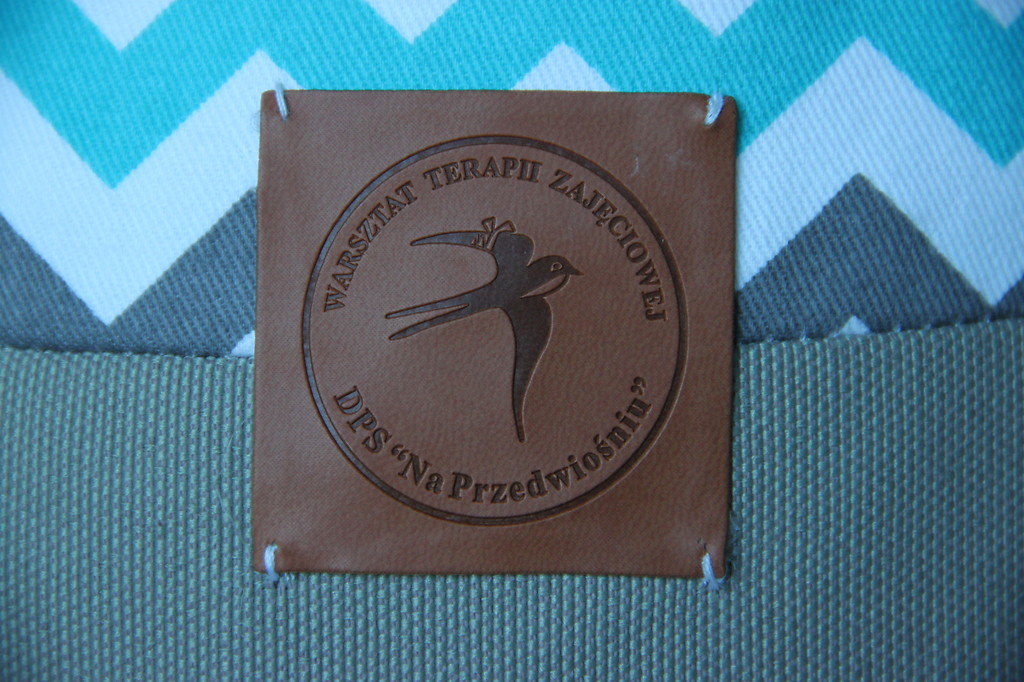 WARSZTAT TERAPII ZAJĘCIOWEJ
DPS “Na Przedwiośniu”